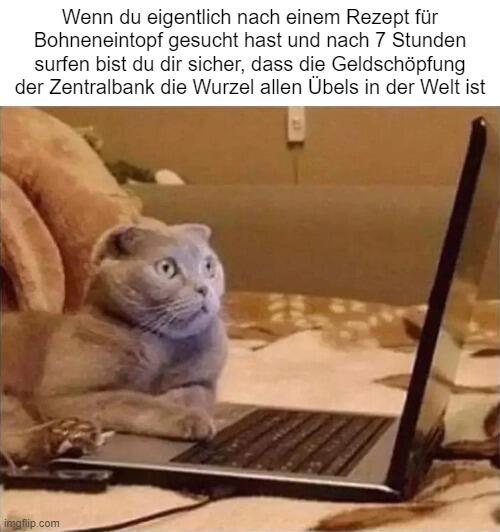 Wenn du eigentlich nach einem Rezept für
Bohneneintopf gesucht hast und nach 7 Stunden
surfen bist du dir sicher, dass die Geldschöpfung
der Zentralbank die Wurzel allen Übels in der Welt ist
imgflip.com